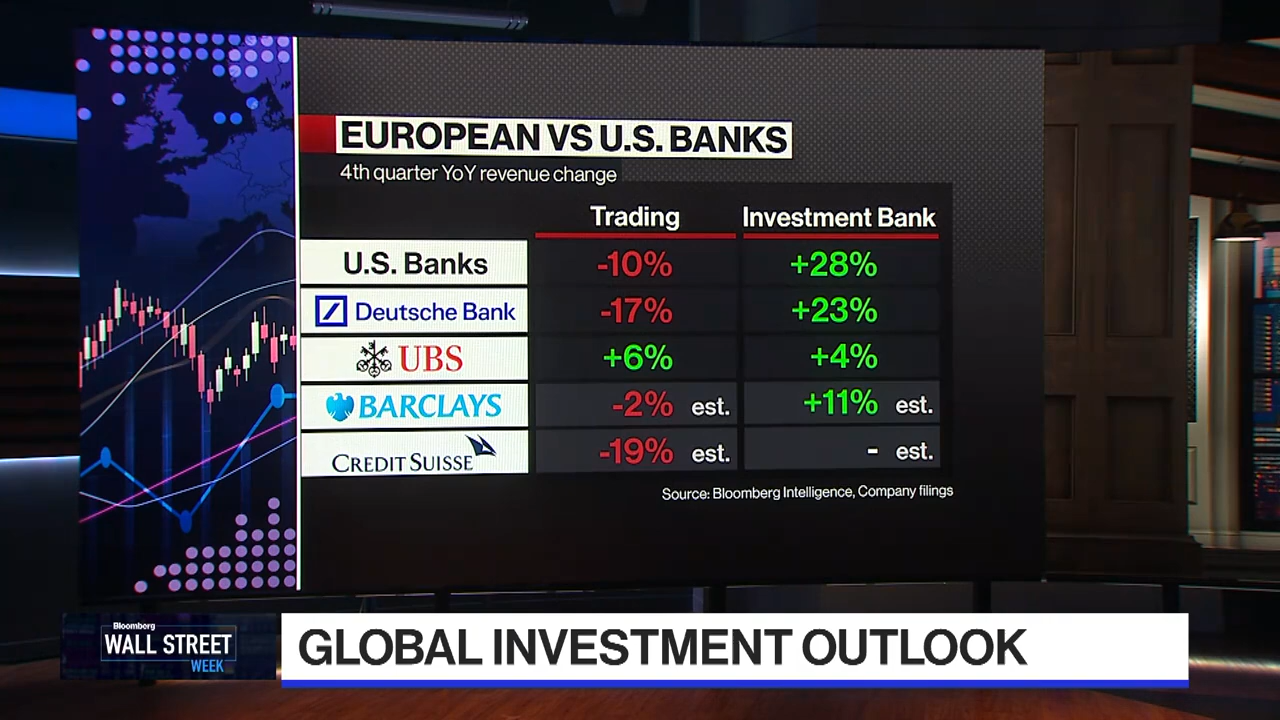 EUROPEAN VS U.S. BANKS
4th quarter YoY revenue change
Trading Investment Bank
U.S. Banks -10% +28%
Deutsche Bank -17% +23%
UBS +6% +4%
BARCLAYS -2% est. +11% est.
CREDIT SUISSE -19% est. - est.
Source: Bloomberg Intelligence, Company filings
Bloomberg
WALL STREET
WEEK
GLOBAL INVESTMENT OUTLOOK